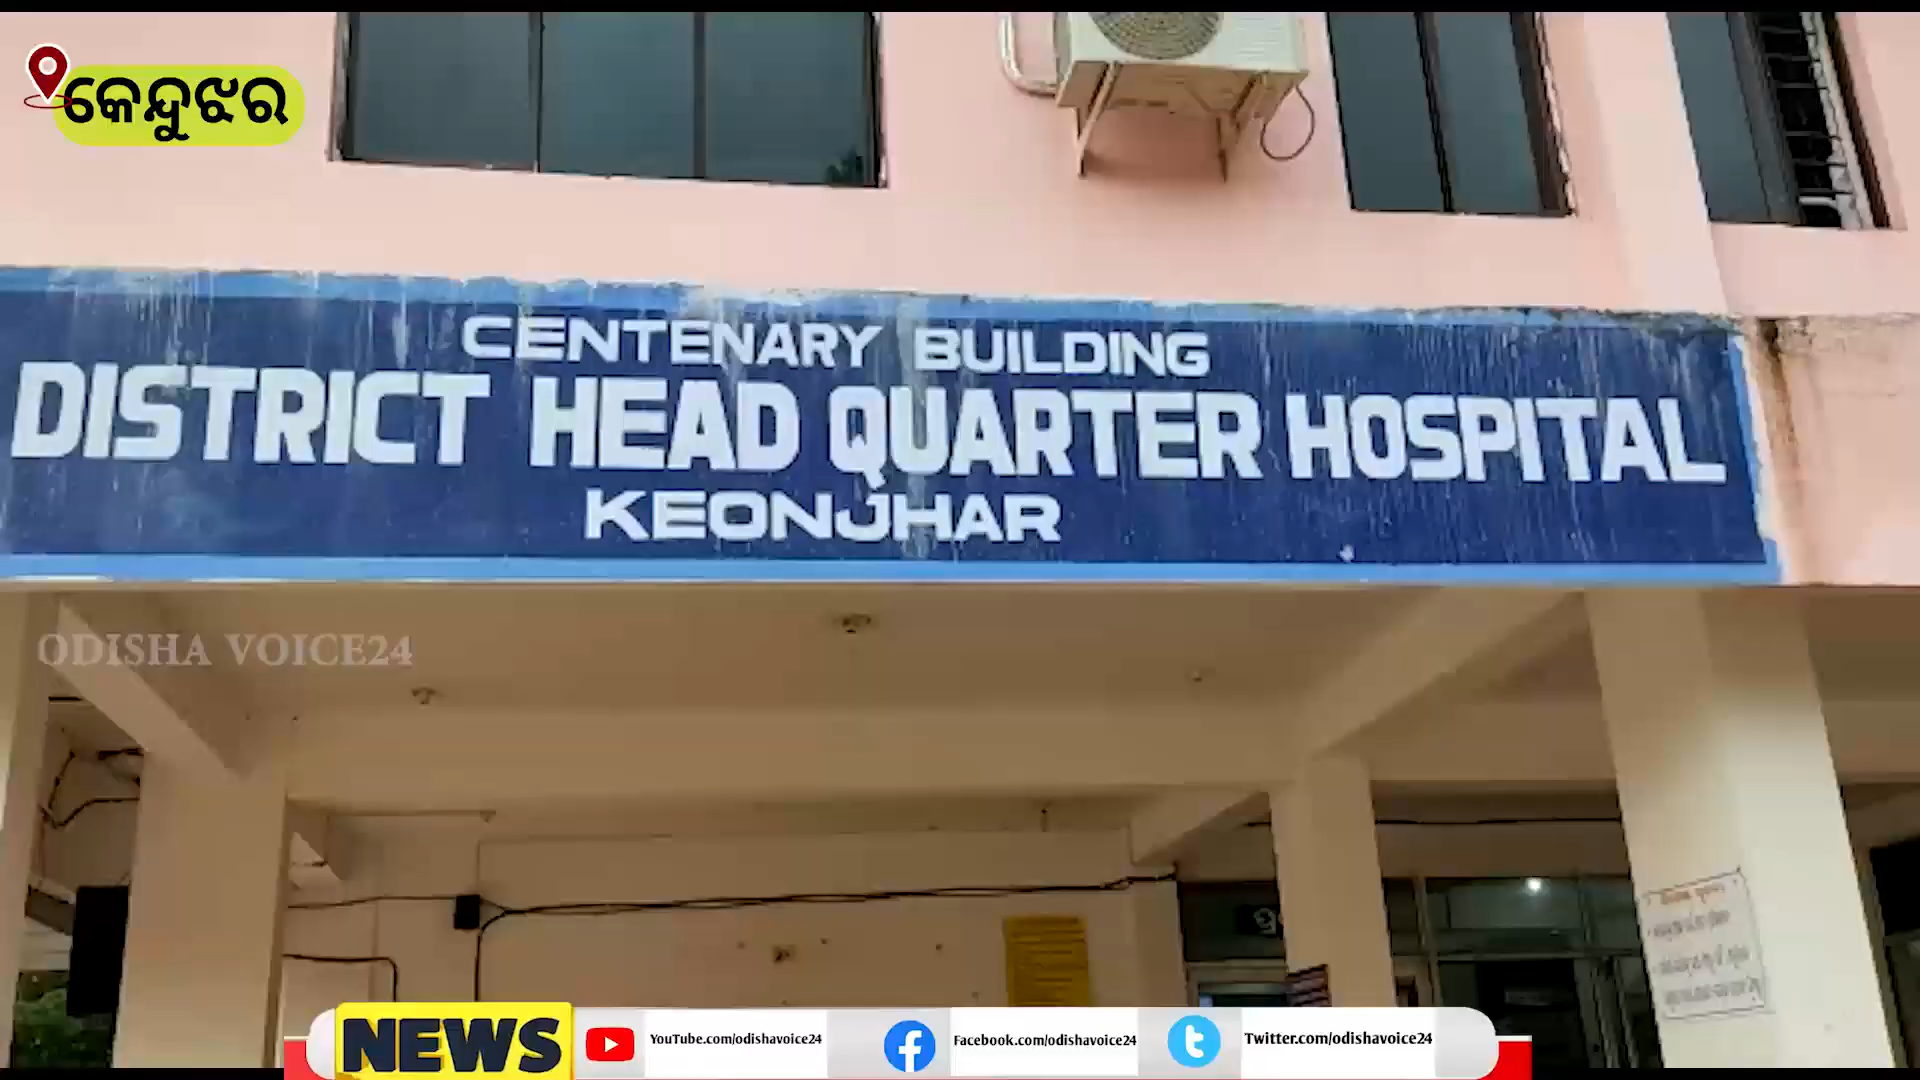 କେନ୍ଦୁଝର
CENTENARY BUILDING
DISTRICT HEAD QUARTER HOSPITAL
KEONJHAR
ODISHA VOICE24
NEWS
YouTube.com/odishavoice24
Facebook.com/odishavoice24
Twitter.com/odishavoice24